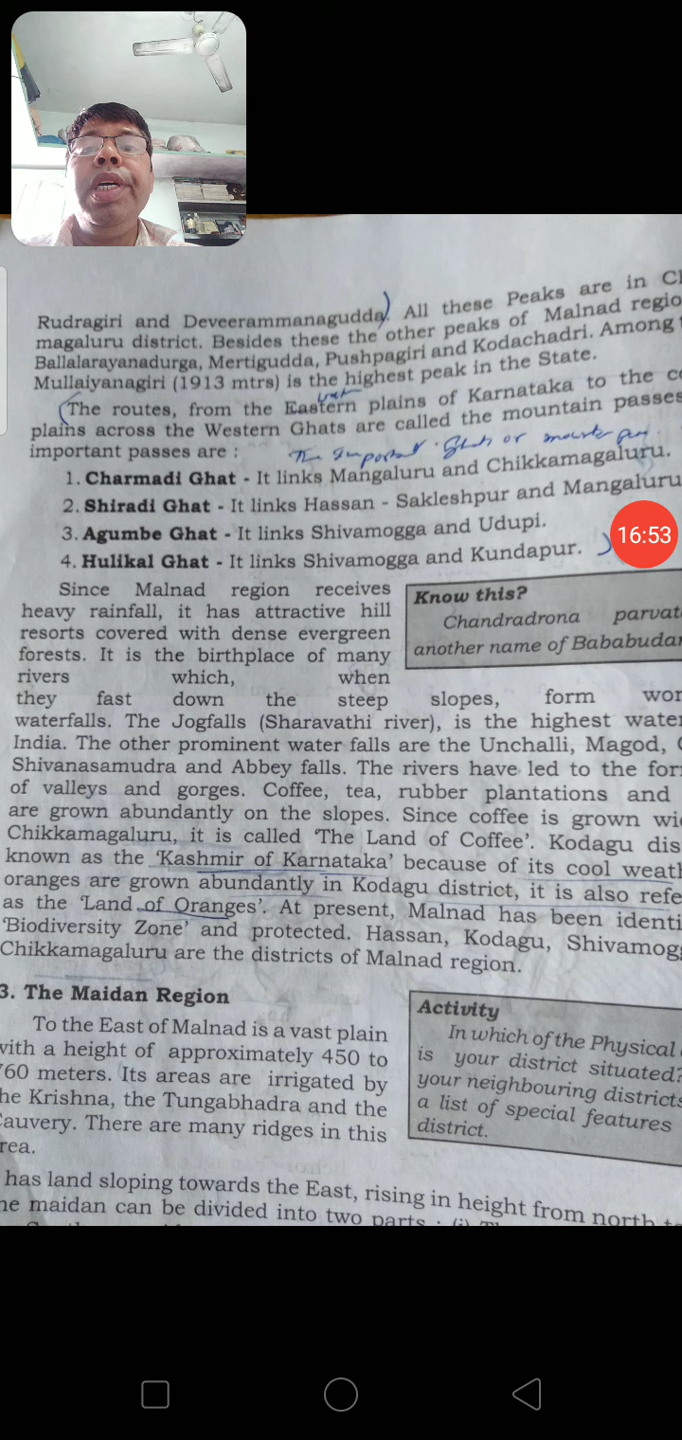 Rudragiri and Deveerammanagudda) All these Peaks are in
magaluru district. Besides these the other peaks of Malnad
Ballalarayanadurga, Mertigudda, Pushpagiri and Kodachadri. Among
Mullaiyanagiri (1913 mtrs) is the highest peak in the State.
(The routes, from the Eastern plains of Karnataka to the
plains across the Western Ghats are called the mountain passes
important passes are : The important Ghats or
1. Charmadi Ghat - It links Mangaluru and Chikkamagaluru.
2. Shiradi Ghat - It links Hassan - Sakleshpur and Mangaluru
3. Agumbe Ghat - It links Shivamogga and Udupi.
16:53
4. Hulikal Ghat - It links Shivamogga and Kundapur. )
Since Malnad region receives
heavy rainfall, it has attractive hill
resorts covered with dense evergreen
forests. It is the birthplace of many
rivers which, when
they fast down the steep slopes, form
waterfalls. The Jogfalls (Sharavathi river), is the highest
India. The other prominent water falls are the Unchalli, Magod,
Shivanasamudra and Abbey falls. The rivers have led to the
of valleys and gorges. Coffee, tea, rubber plantations and
are grown abundantly on the slopes. Since coffee is grown
Chikkamagaluru, it is called 'The Land of Coffee'. Kodagu
known as the 'Kashmir of Karnataka' because of its cool
oranges are grown abundantly in Kodagu district, it is also
as the 'Land of Oranges'. At present, Malnad has been
'Biodiversity Zone' and protected. Hassan, Kodagu,
Chikkamagaluru are the districts of Malnad region.
Know this?
Chandradrona
another name of
3. The Maidan Region
To the East of Malnad is a vast plain
with a height of approximately 450 to
760 meters. Its areas are irrigated by
the Krishna, the Tungabhadra and the
Cauvery. There are many ridges in this
Activity
In which of the Physical
is your district situated?
your neighbouring districts
a list of special features
district.
has land sloping towards the East, rising in height from north
maidan can be divided into two parts : (i)